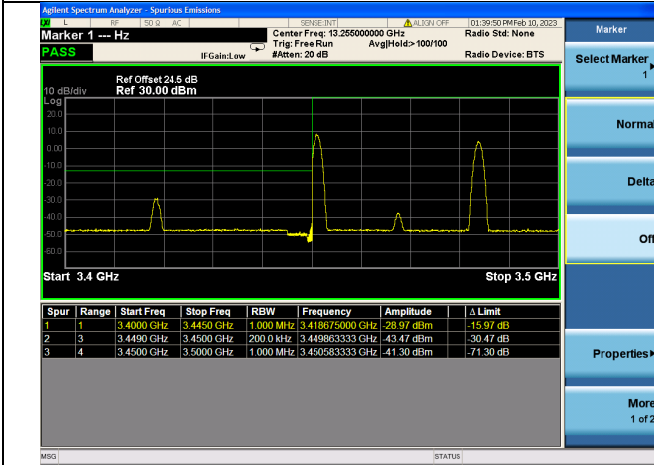 Agilent Spectrum Analyzer - Spurious Emissions
L RF 50 Ω AC SENSE:INT ALIGN OFF 01:39:50 PM Feb 10, 2023
Marker 1 --- Hz
Center Freq: 13.255000000 GHz
Radio Std: None
PASS
Trig: Free Run Avg|Hold:> 100/100
IFGain:Low
#Atten: 20 dB
Radio Device: BTS
Ref Offset 24.5 dB
10 dB/div Ref 30.00 dBm
Log
20.0
10.0
0.00
-10.0
-20.0
-30.0
-40.0
-50.0
-60.0
Start 3.4 GHz Stop 3.5 GHz
Spur Range Start Freq Stop Freq RBW Frequency Amplitude Δ Limit
1 1 3.4000 GHz 3.4450 GHz 1.000 MHz 3.418675000 GHz -28.97 dBm -15.97 dB
2 3 3.4490 GHz 3.4500 GHz 200.0 kHz 3.449863333 GHz -43.47 dBm -30.47 dB
3 4 3.4500 GHz 3.5000 GHz 1.000 MHz 3.450583333 GHz -41.30 dBm -71.30 dB
MSG STATUS
Marker
Select Marker
1
Normal
Delta
Off
Properties
More
1 of 2